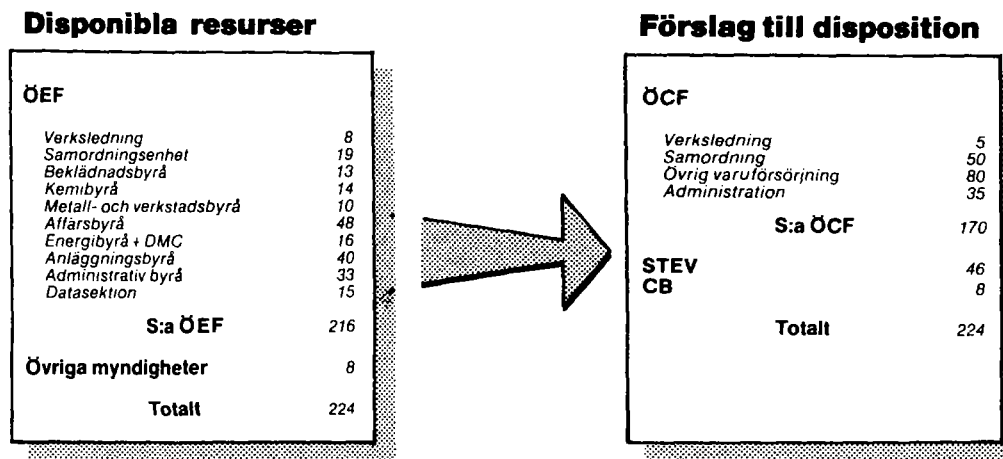 Disponibla resurser
ÖEF
Verksledning 8
Samordningsenhet 19
Beklädnadsbyrå 13
Kemibyrå 14
Metall- och verkstadsbyrå 10
Affärsbyrå 48
Energibyrå + DMC 16
Anläggningsbyrå 40
Administrativ byrå 33
Datasektion 15
S:a ÖEF 216
Övriga myndigheter 8
Totalt 224
Förslag till disposition
ÖCF
Verksledning 5
Samordning 50
Övrig varuförsörjning 80
Administration 35
S:a ÖCF 170
STEV 46
CB 8
Totalt 224